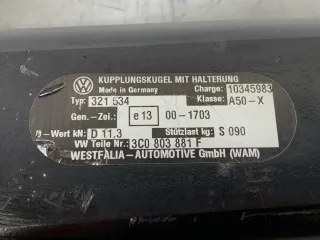 KUPPLUNGSKUGEL MIT HALTERUNG
Made in Germany Charge: 10345983
Typ: 321 534 Klasse: A50-X
Gen.- Zei.: e 13 00-1703
D-Wert kN: D 11,3 Stützlast kg: S 090
VW Teile Nr.: 3C0 803 881 F
WESTFALIA-AUTOMOTIVE GmbH (WAM)